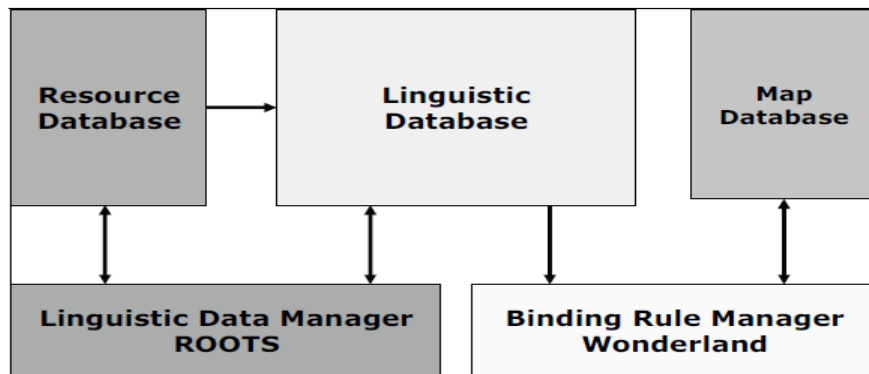 Resource
Database
Linguistic
Database
Map
Database
Linguistic Data Manager
ROOTS
Binding Rule Manager
Wonderland